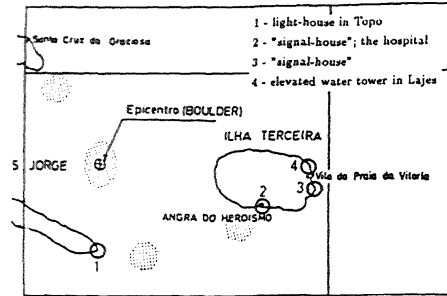 1 - light-house in Topo
2 - "signal-house"; the hospital
3 - "signal-house"
4 - elevated water tower in Lajes
Santa Cruz da Graciosa
Epicentro (BOULDER)
ILHA TERCEIRA
S JORGE
4
Vila da Praia da Vitoria
3
2
ANGRA DO HEROISMO
1